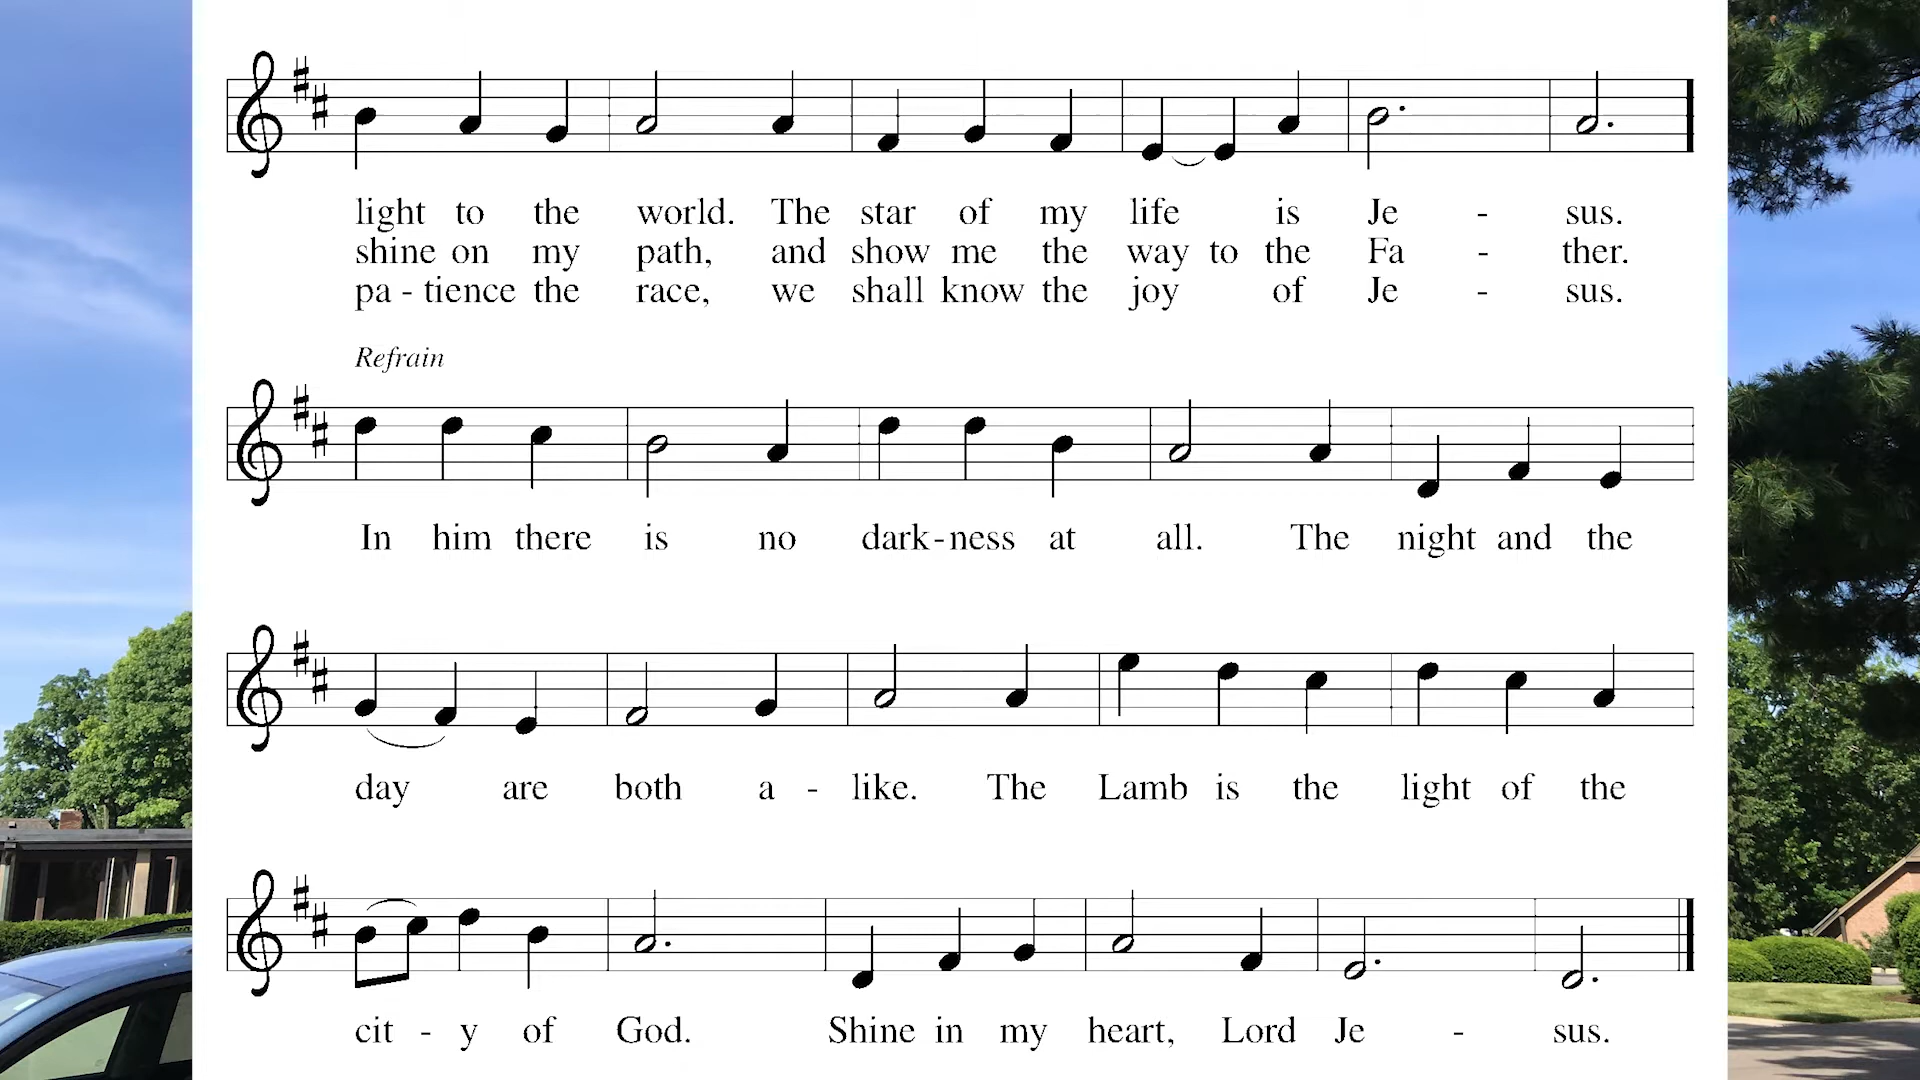 light to the world. The star of my life is Je - sus.
shine on my path, and show me the way to the Fa - ther.
pa - tience the race, we shall know the joy of Je - sus.
Refrain
In him there is no dark - ness at all. The night and the
day are both a - like. The Lamb is the light of the
cit - y of God. Shine in my heart, Lord Je - sus.